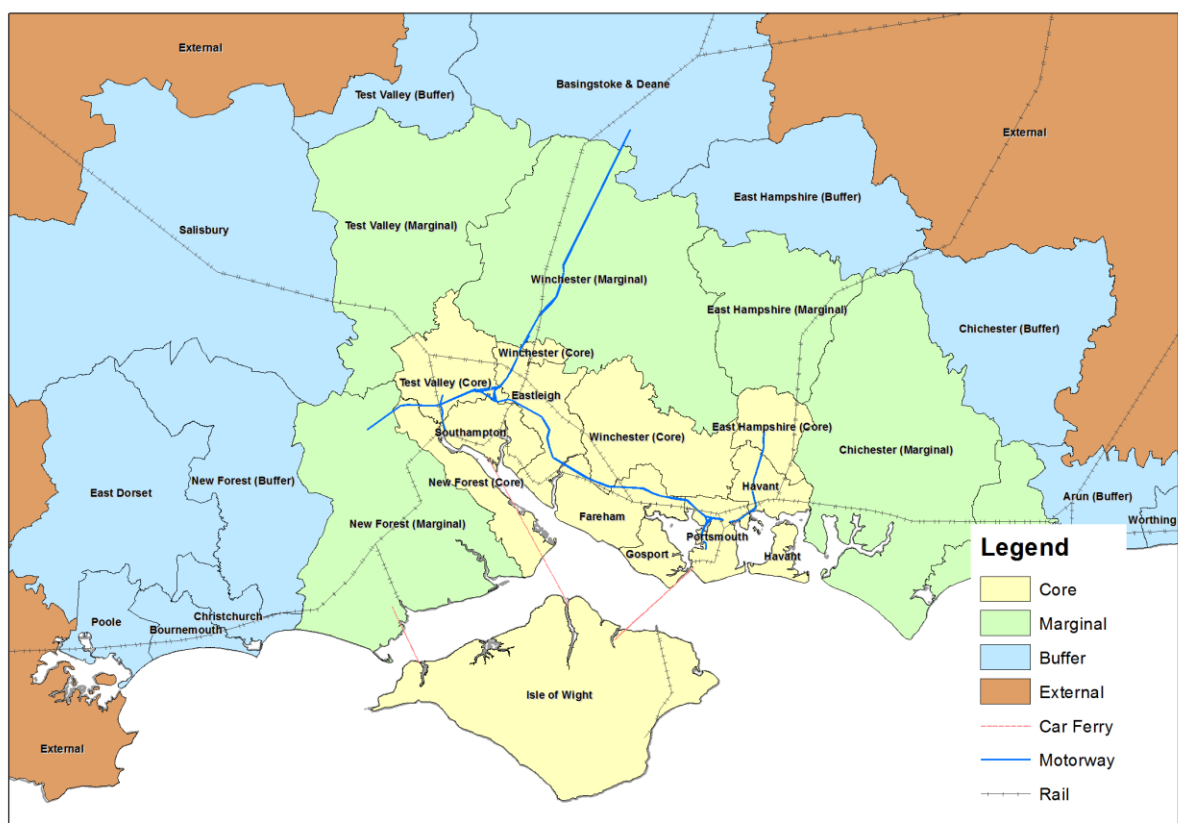 External
Test Valley (Buffer)
Basingstoke & Deane
External
East Hampshire (Buffer)
Salisbury
Test Valley (Marginal)
Winchester (Marginal)
East Hampshire (Marginal)
Chichester (Buffer)
Winchester (Core)
Test Valley (Core)
Eastleigh
Southampton
Winchester (Core)
East Hampshire (Core)
Chichester (Marginal)
East Dorset
New Forest (Buffer)
New Forest (Core)
Havant
Arun (Buffer)
Worthing
New Forest (Marginal)
Fareham
Portsmouth
Gosport
Havant
Poole
Christchurch
Bournemouth
Isle of Wight
External
Legend
Core
Marginal
Buffer
External
Car Ferry
Motorway
Rail